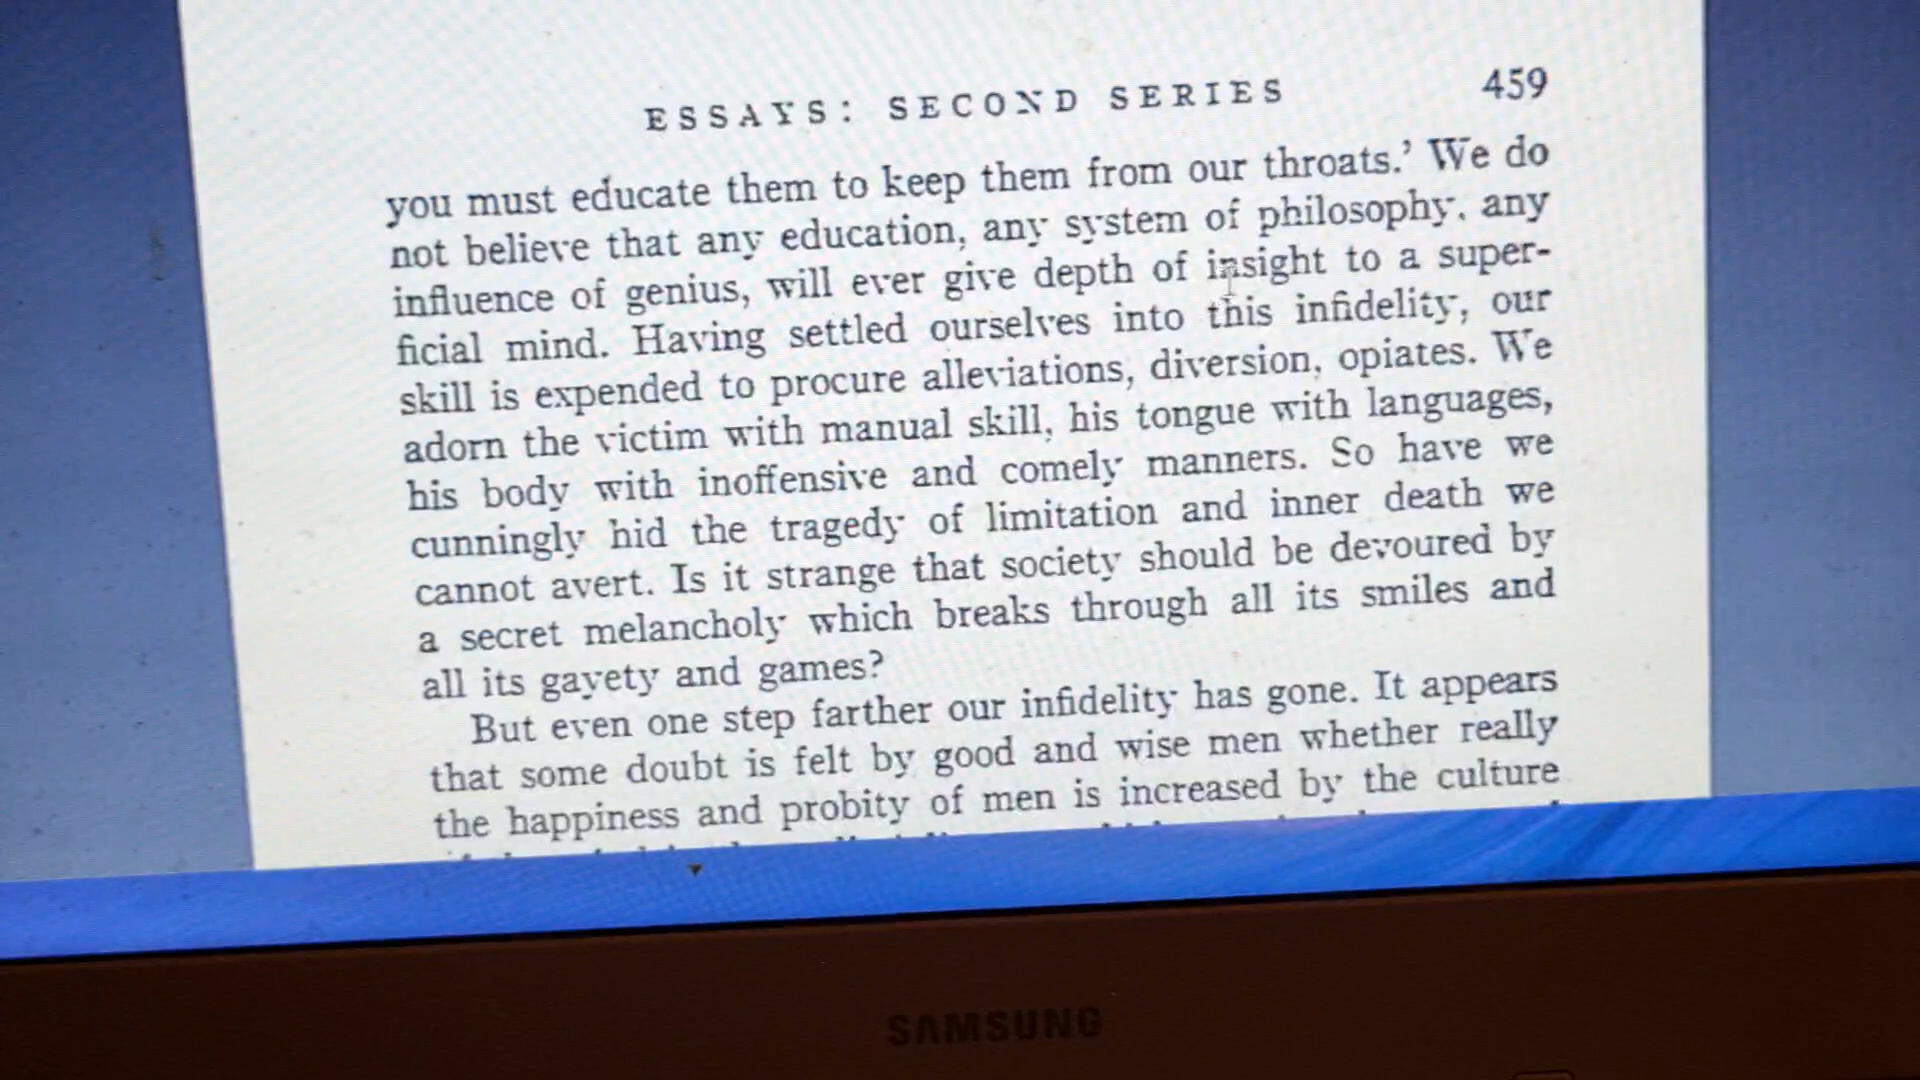 ESSAYS: SECOND SERIES 459
you must educate them to keep them from our throats.' We do
not believe that any education, any system of philosophy, any
influence of genius, will ever give depth of insight to a super-
ficial mind. Having settled ourselves into this infidelity, our
skill is expended to procure alleviations, diversion, opiates. We
adorn the victim with manual skill, his tongue with languages,
his body with inoffensive and comely manners. So have we
cunningly hid the tragedy of limitation and inner death we
cannot avert. Is it strange that society should be devoured by
a secret melancholy which breaks through all its smiles and
all its gayety and games?
But even one step farther our infidelity has gone. It appears
that some doubt is felt by good and wise men whether really
the happiness and probity of men is increased by the culture
SAMSUNG